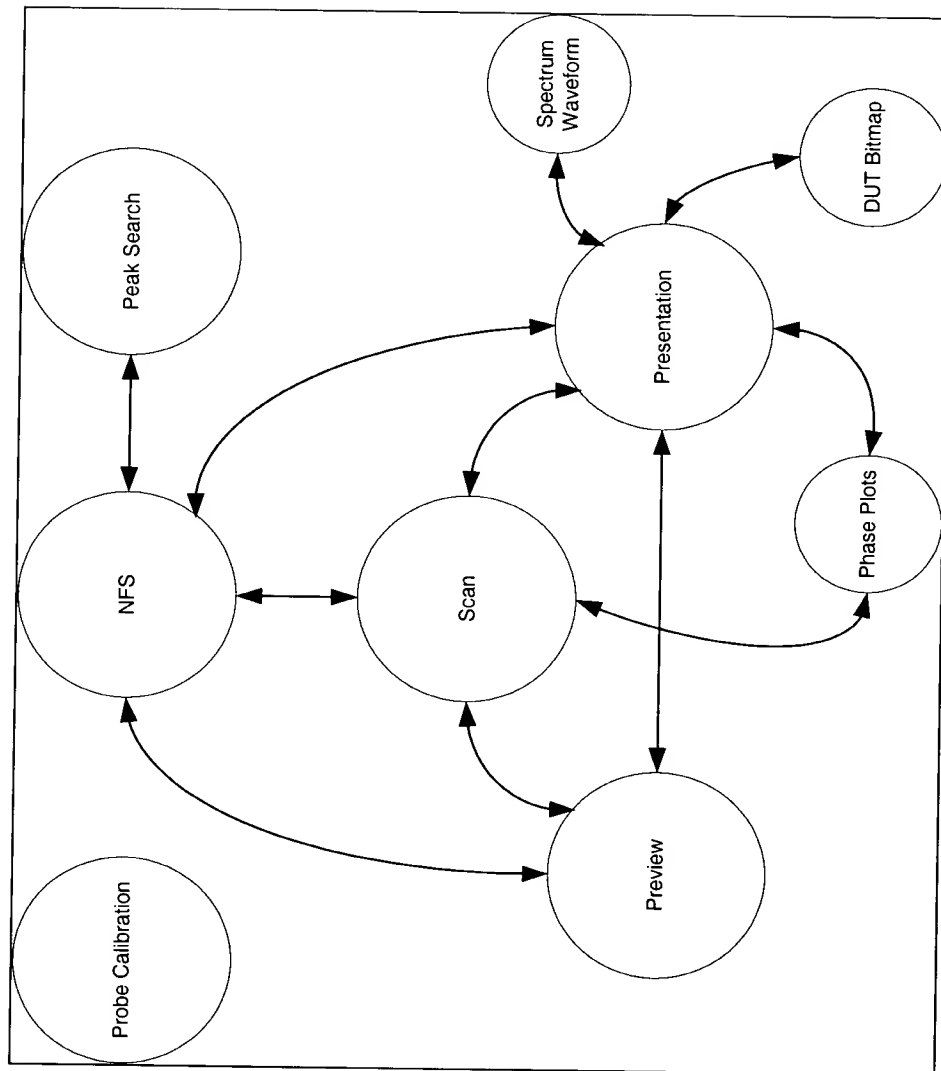 Probe Calibration
NFS
Peak Search
Scan
Spectrum
Waveform
Preview
Presentation
Phase Plots
DUT Bitmap